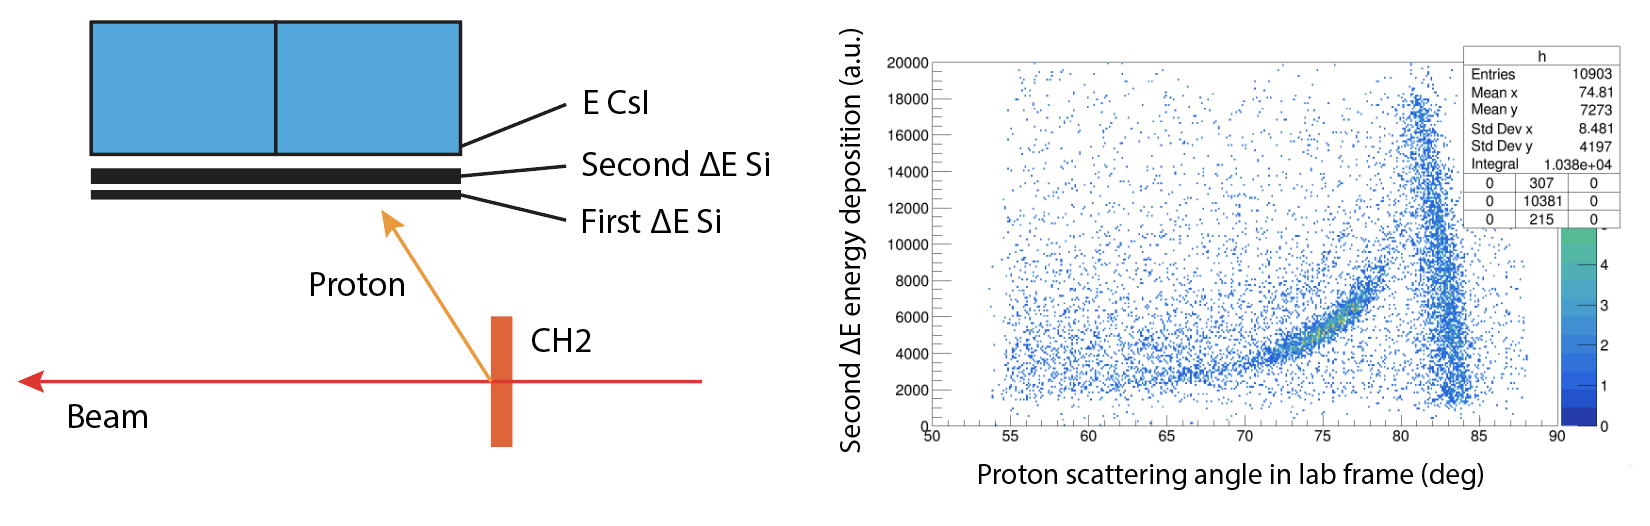 E CsI
Second ΔE Si
First ΔE Si
Proton
CH2
Beam
Second ΔE energy deposition (a.u.)
20000
18000
16000
14000
12000
10000
8000
6000
4000
2000
0
50 55 60 65 70 75 80 85 90
Proton scattering angle in lab frame (deg)
h
Entries 10903
Mean x 74.81
Mean y 7273
Std Dev x 8.481
Std Dev y 4197
Integral 1.038e+04
0 307 0
0 10381 0
0 215 0
4
3
2
1
0